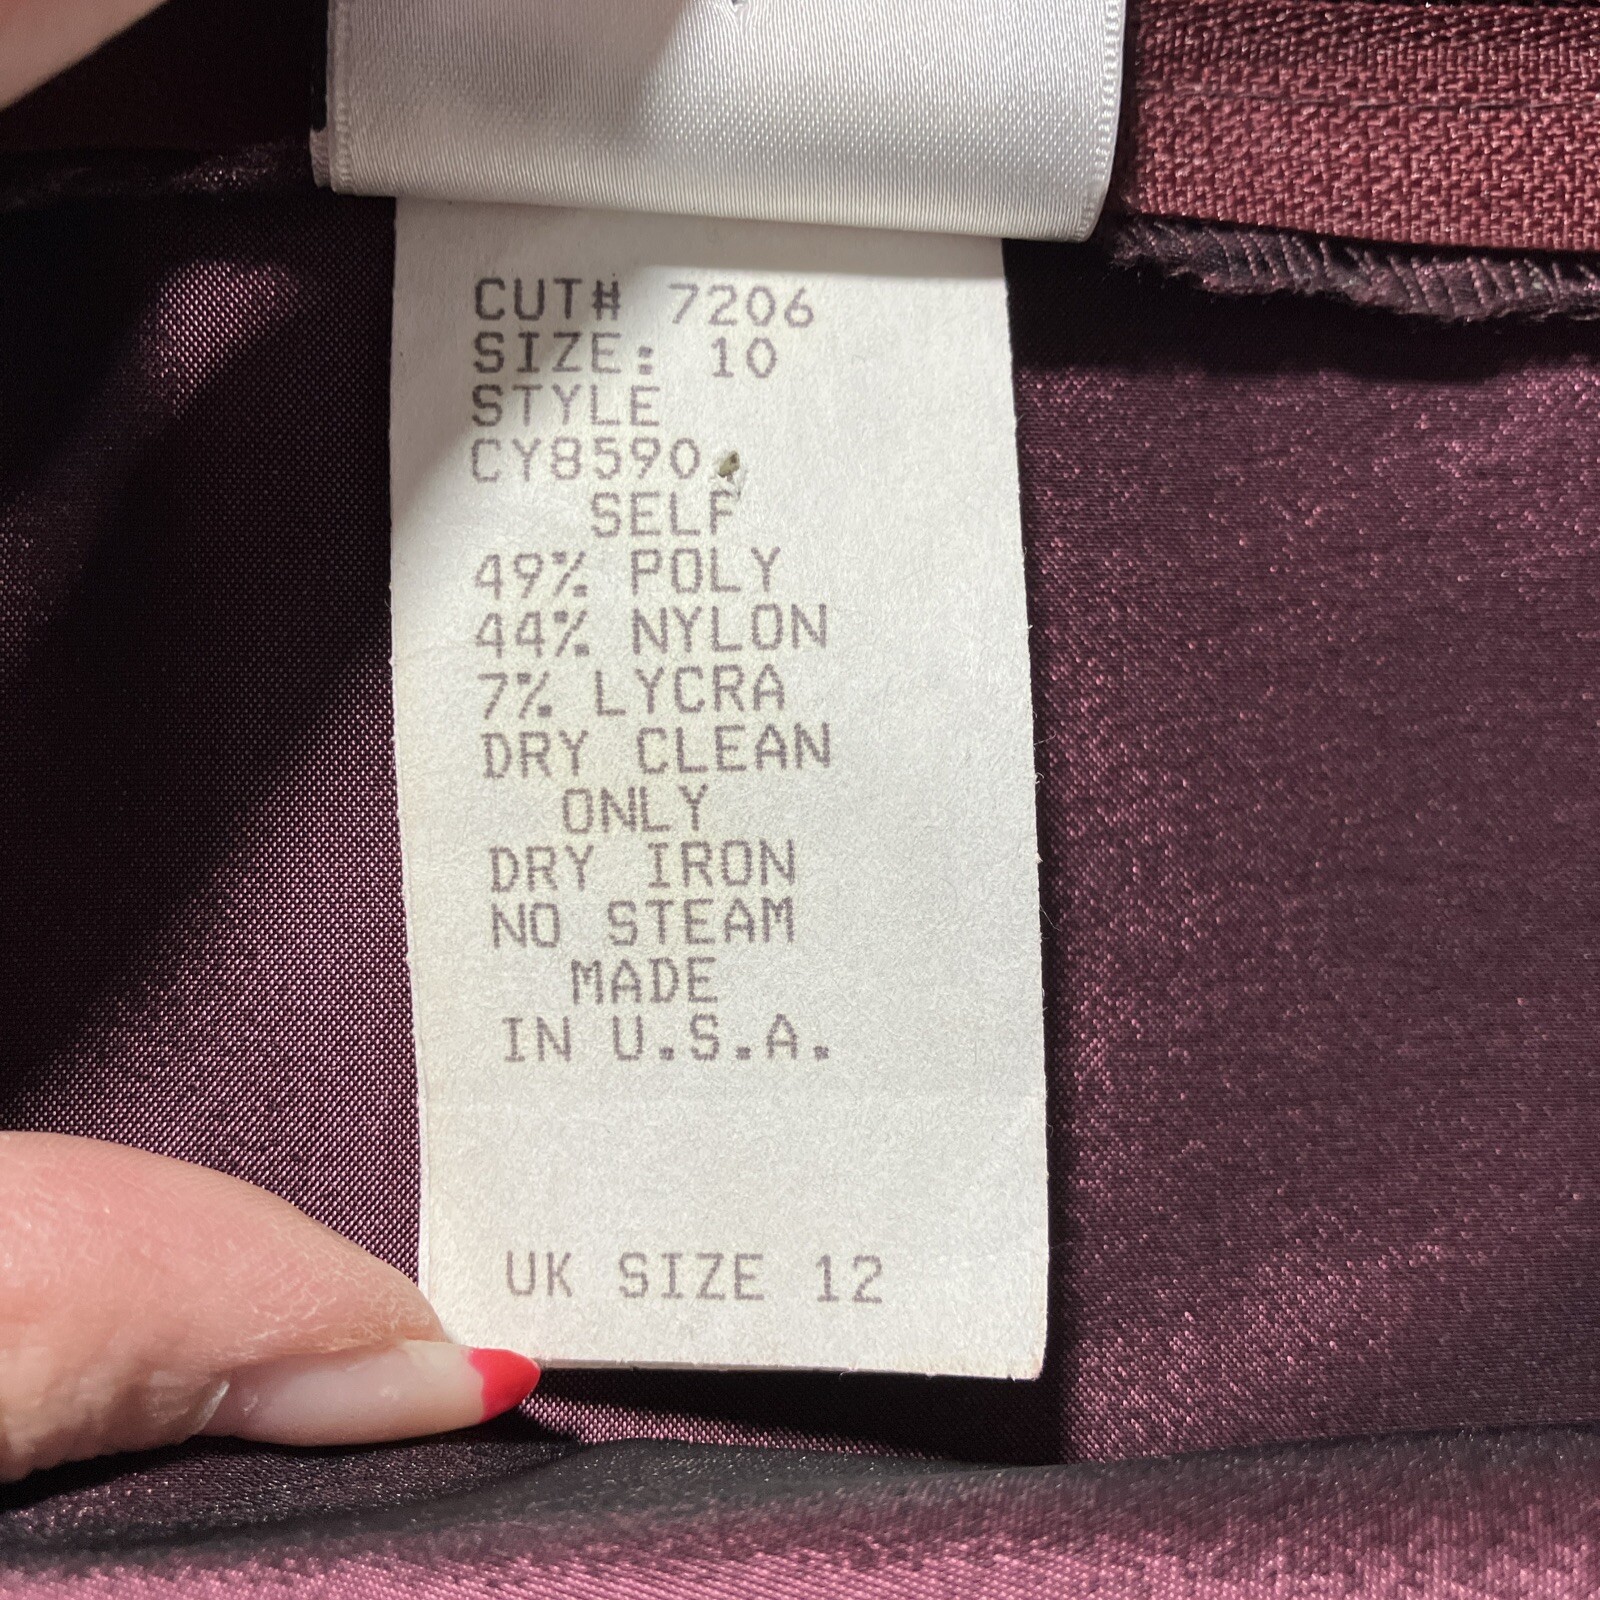 CUT# 7206
SIZE: 10
STYLE
CY8590
SELF
49% POLY
44% NYLON
7% LYCRA
DRY CLEAN
ONLY
DRY IRON
NO STEAM
MADE
IN U.S.A.
UK SIZE 12